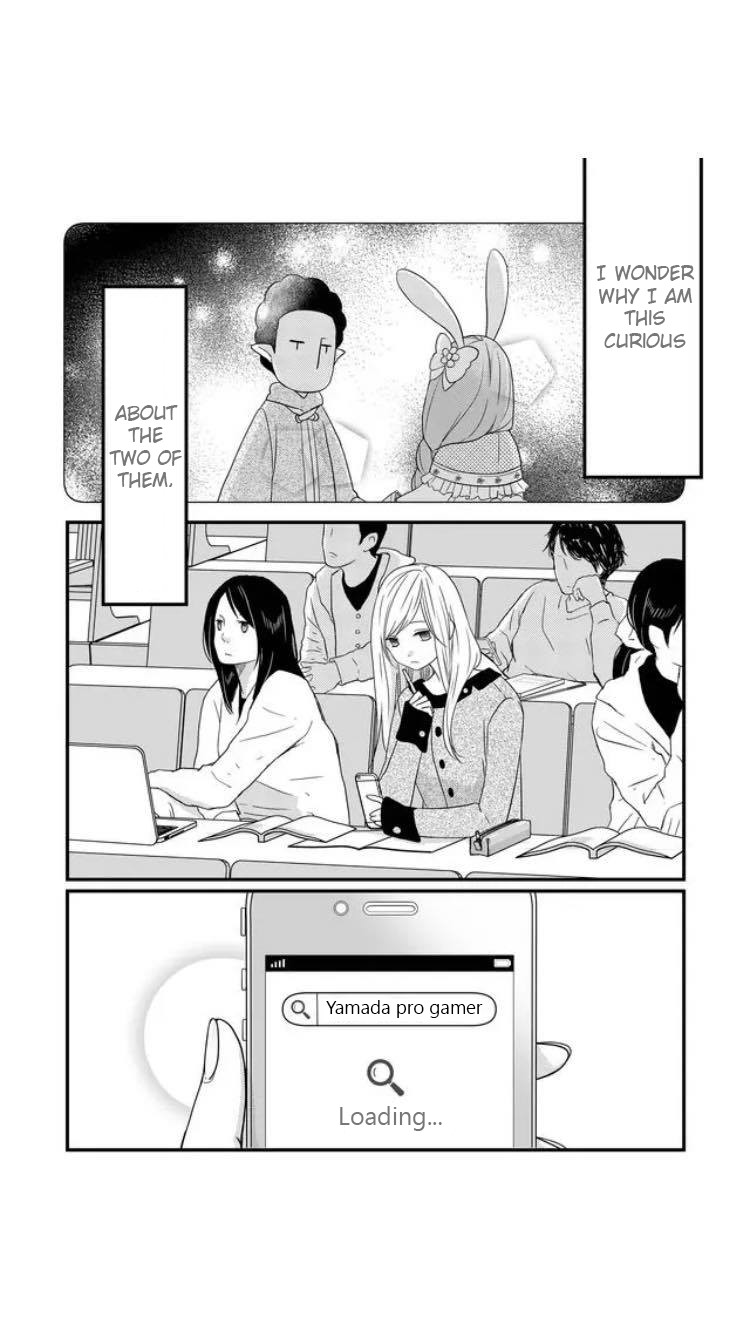 I WONDER
WHY I AM
THIS
CURIOUS
ABOUT
THE
TWO OF
THEM.
Yamada pro gamer
Loading...